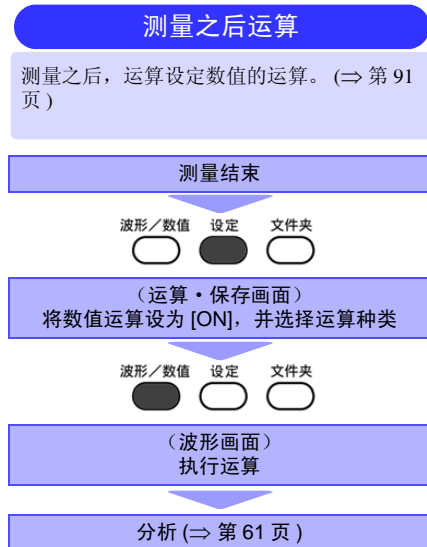 测量之后运算
测量之后，运算设定数值的运算。 (⇒ 第 91
页 )
测量结束
波形／数值 设定 文件夹
（运算・保存画面）
将数值运算设为 [ON]，并选择运算种类
波形／数值 设定 文件夹
（波形画面）
执行运算
分析 (⇒ 第 61 页 )